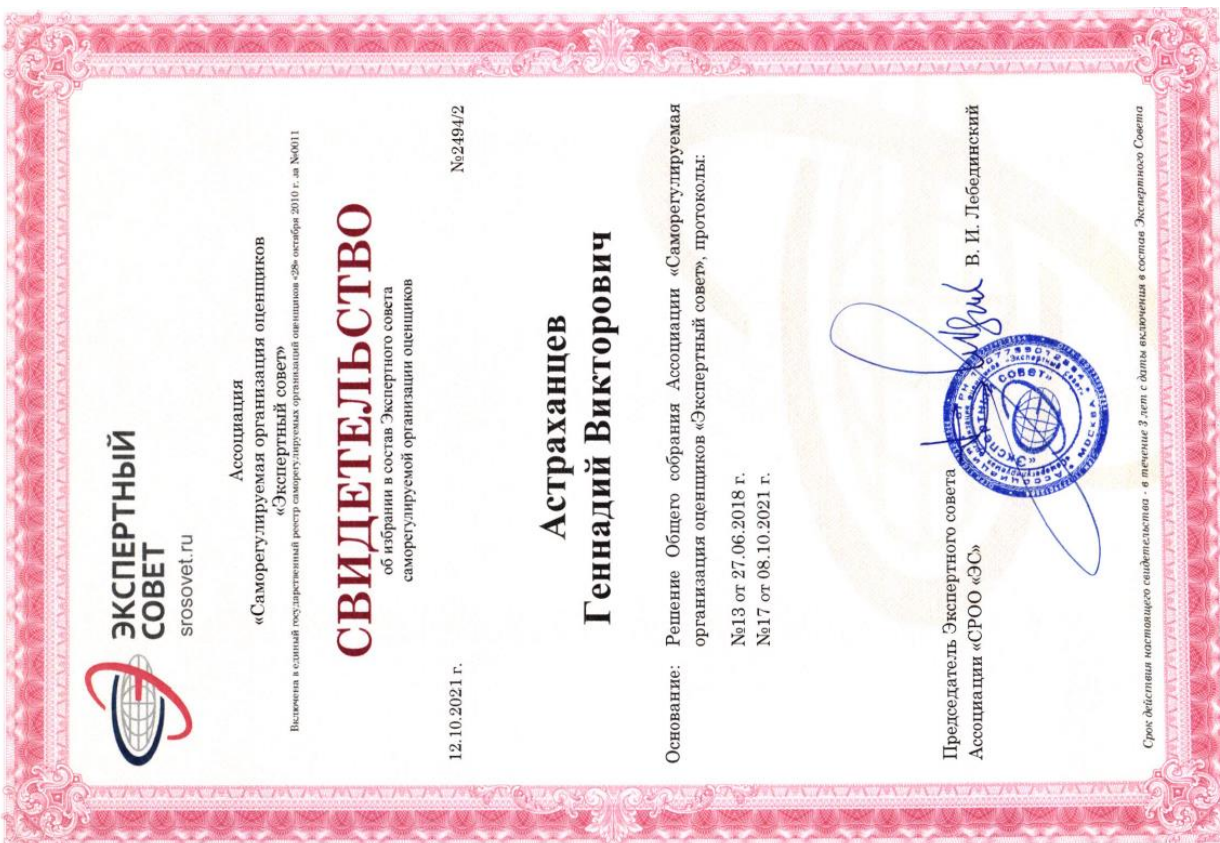 ЭКСПЕРТНЫЙ
СОВЕТ
srosovet.ru
Ассоциация
«Саморегулируемая организация оценщиков
«Экспертный совет»
Включена в единый государственный реестр саморегулируемых организаций оценщиков «28» октября 2010 г. за №0011
СВИДЕТЕЛЬСТВО
об избрании в состав Экспертного совета
саморегулируемой организации оценщиков
12.10.2021 г. №2494/2
Астраханцев
Геннадий Викторович
Основание: Решение Общего собрания Ассоциации «Саморегулируемая
организация оценщиков «Экспертный совет», протоколы:
№13 от 27.06.2018 г.
№17 от 08.10.2021 г.
Председатель Экспертного совета
Ассоциации «СРОО «ЭС» В. И. Лебединский
«ЭКСПЕРТНЫЙ СОВЕТ»
МОСКВА
Срок действия настоящего свидетельства - в течение 3 лет с даты включения в состав Экспертного Совета